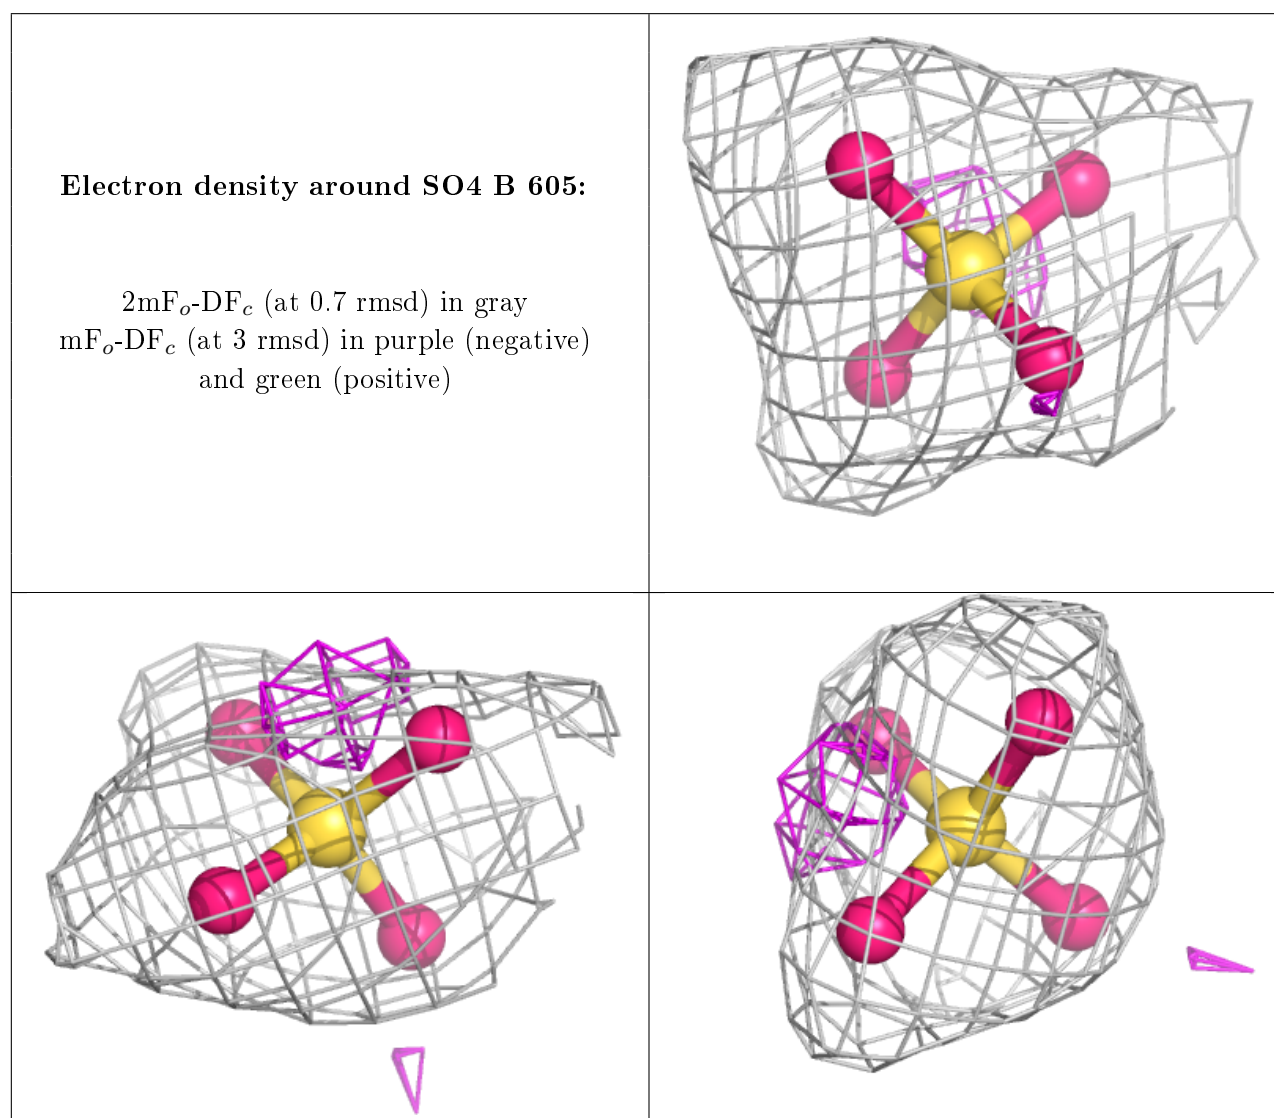 Electron density around SO4 B 605:
2mFo-DFc (at 0.7 rmsd) in gray
mFo-DFc (at 3 rmsd) in purple (negative)
and green (positive)